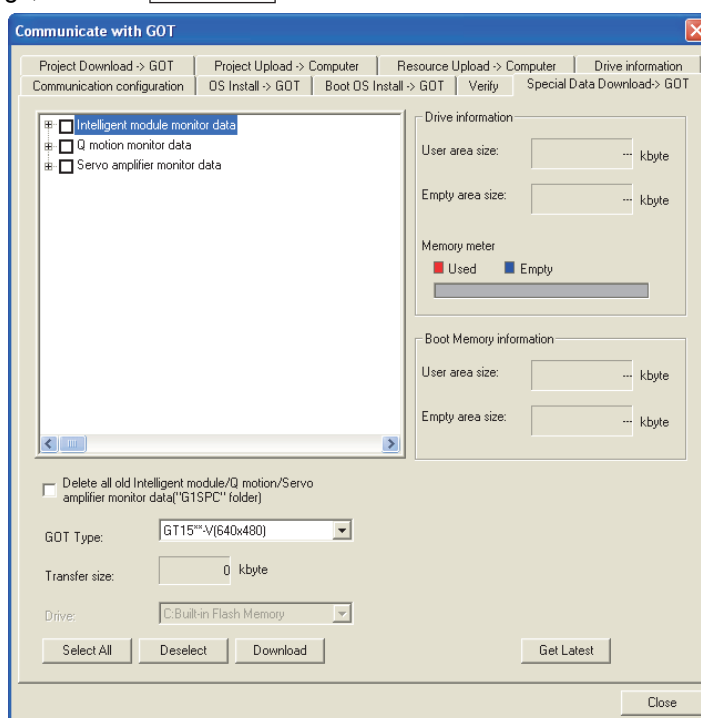 Communicate with GOT
Project Download -> GOT Project Upload -> Computer Resource Upload -> Computer Drive information
Communication configuration OS Install -> GOT Boot OS Install -> GOT Verify Special Data Download-> GOT
Intelligent module monitor data
Q motion monitor data
Servo amplifier monitor data
Drive information
User area size: --- kbyte
Empty area size: --- kbyte
Memory meter
Used Empty
Boot Memory information
User area size: --- kbyte
Empty area size: --- kbyte
Delete all old Intelligent module/Q motion/Servo
amplifier monitor data("G1SPC" folder)
GOT Type: GT15**-V(640x480)
Transfer size: 0 kbyte
Drive: C:Built-in Flash Memory
Select All Deselect Download Get Latest
Close